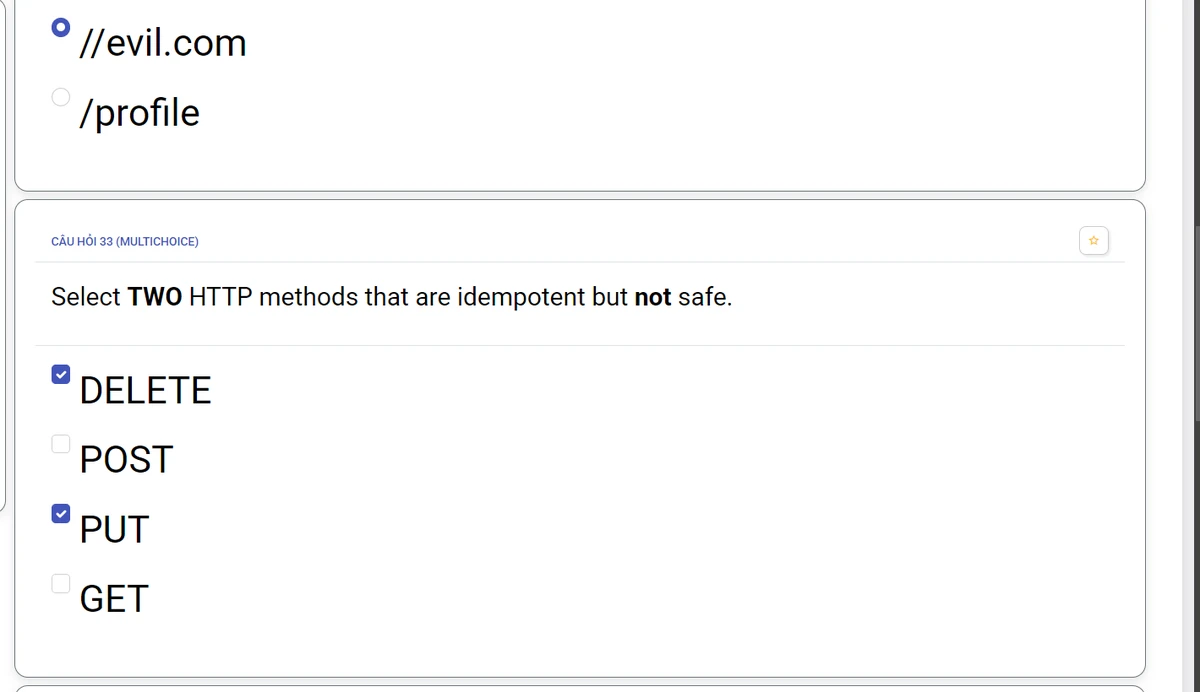 //evil.com
/profile
CÂU HỎI 33 (MULTICHOICE)
Select TWO HTTP methods that are idempotent but not safe.
DELETE
POST
PUT
GET